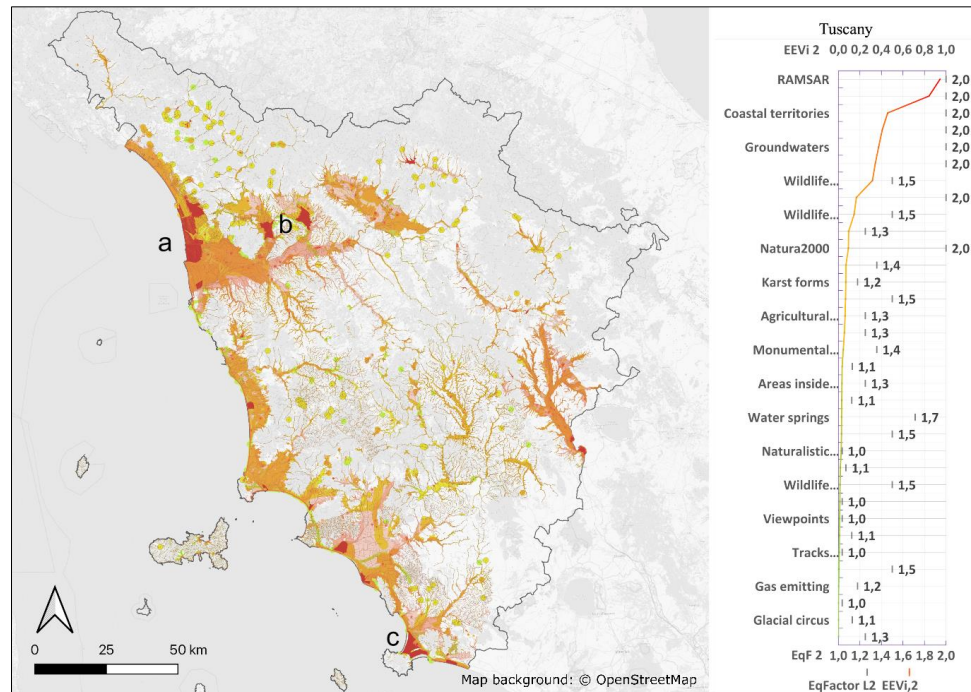 a
b
c
0 25 50 km
Map background: © OpenStreetMap
Tuscany
EEVi 2 0,0 0,2 0,4 0,6 0,8 1,0
RAMSAR 2,0
2,0
Coastal territories 2,0
2,0
Groundwaters 2,0
2,0
Wildlife... 1,5
2,0
Wildlife... 1,5
1,3
Natura2000 2,0
1,4
Karst forms 1,2
1,5
Agricultural... 1,3
1,3
Monumental... 1,4
1,1
Areas inside... 1,3
1,1
Water springs 1,7
1,5
Naturalistic... 1,0
1,1
Wildlife... 1,5
1,0
Viewpoints 1,0
1,1
Tracks 1,0
1,5
Gas emitting 1,2
1,0
Glacial circus 1,1
1,3
EqF 2 1,0 1,2 1,4 1,6 1,8 2,0
EqFactor L2 EEVi,2